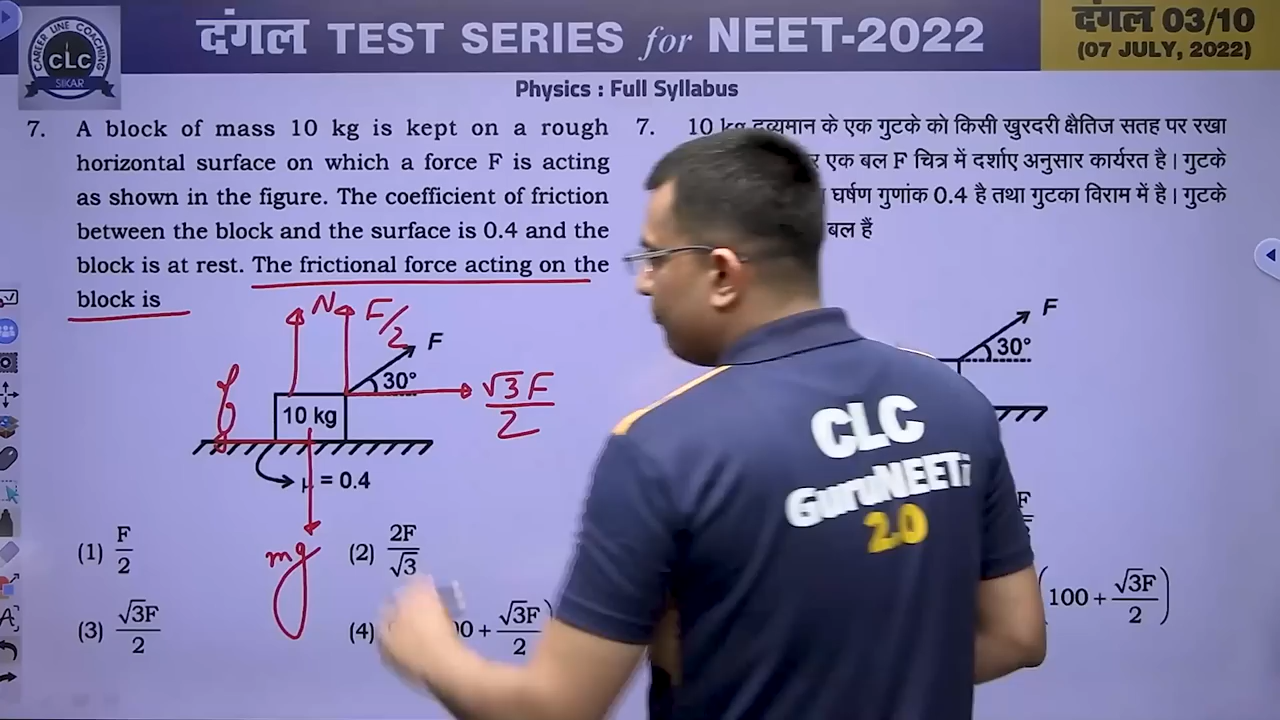 CAREER LINE COACHING
CLC
SIKAR
दंगल TEST SERIES for NEET-2022
दंगल 03/10
(07 JULY, 2022)
Physics : Full Syllabus
7. A block of mass 10 kg is kept on a rough
horizontal surface on which a force F is acting
as shown in the figure. The coefficient of friction
between the block and the surface is 0.4 and the
block is at rest. The frictional force acting on the
block is
N F/2
F
30°
√3 F/2
f
10 kg
μ = 0.4
mg
(1) F/2
(2) 2F/√3
(3) √3F/2
(4) 00 + √3F/2)
7. 10 kg द्रव्यमान के एक गुटके को किसी खुरदरी क्षैतिज सतह पर रखा
एक बल F चित्र में दर्शाए अनुसार कार्यरत है। गुटके
घर्षण गुणांक 0.4 है तथा गुटका विराम में है। गुटके
बल हैं
F
30°
F
(100 + √3F/2)
CLC
GuruNEETi
2.0